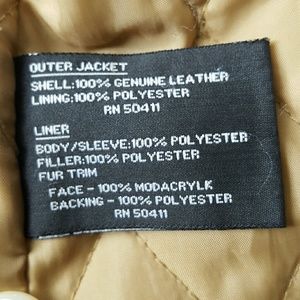 OUTER JACKET
SHELL:100% GENUINE LEATHER
LINING:100% POLYESTER
RN 50411
LINER
BODY/SLEEVE:100% POLYESTER
FILLER:100% POLYESTER
FUR TRIM
FACE - 100% MODACRYLK
BACKING - 100% POLYESTER
RN 50411